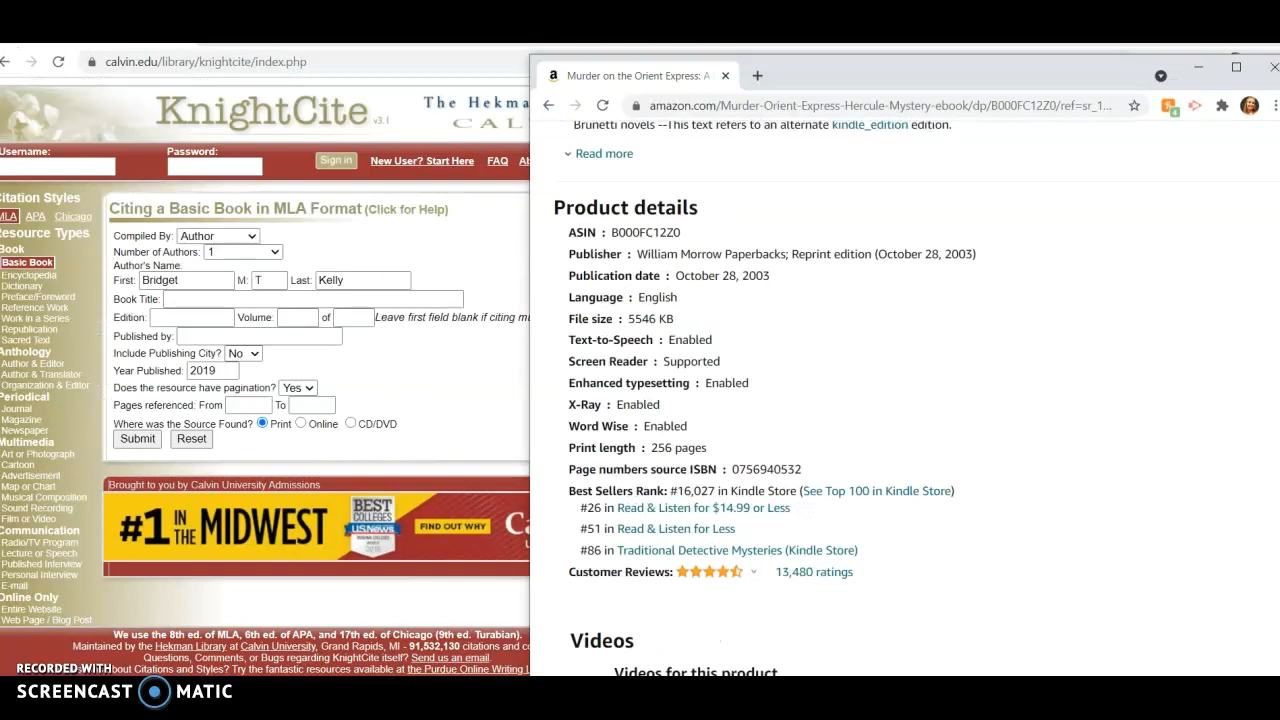 calvin.edu/library/knightcite/index.php
KnightCite v3.1
The Hekma
CAL
Username:
Password:
Sign in
New User? Start Here
FAQ
Citation Styles
MLA APA Chicago
Resource Types
Book
Basic Book
Encyclopedia
Dictionary
Preface/Foreword
Reference Work
Work in a Series
Republication
Sacred Text
Anthology
Author & Editor
Author & Translator
Organization & Editor
Periodical
Journal
Magazine
Newspaper
Multimedia
Art or Photograph
Cartoon
Advertisement
Map or Chart
Musical Composition
Sound Recording
Film or Video
Communication
Radio/TV Program
Lecture or Speech
Published Interview
Personal Interview
E-mail
Online Only
Entire Website
Web Page / Blog Post
Citing a Basic Book in MLA Format (Click for Help)
Compiled By: Author
Number of Authors: 1
Author's Name:
First: Bridget M: T Last: Kelly
Book Title:
Edition: Volume: of Leave first field blank if citing mu
Published by:
Include Publishing City? No
Year Published: 2019
Does the resource have pagination? Yes
Pages referenced: From To
Where was the Source Found? Print Online CD/DVD
Submit Reset
Brought to you by Calvin University Admissions
#1 IN THE MIDWEST
BEST COLLEGES
U.S.News
FIND OUT WHY
Ca
We use the 8th ed. of MLA, 6th ed. of APA, and 17th ed. of Chicago (9th ed. Turabian).
Maintained by the Hekman Library at Calvin University, Grand Rapids, MI - 91,532,130 citations and co
Questions, Comments, or Bugs regarding KnightCite itself? Send us an email.
About Citations and Styles? Try the fantastic resources available at the Purdue Online Writing L
Murder on the Orient Express: A
amazon.com/Murder-Orient-Express-Hercule-Mystery-ebook/dp/B000FC12Z0/ref=sr_1...
Brunetti novels --This text refers to an alternate kindle_edition edition.
Read more
Product details
ASIN : B000FC12Z0
Publisher : William Morrow Paperbacks; Reprint edition (October 28, 2003)
Publication date : October 28, 2003
Language : English
File size : 5546 KB
Text-to-Speech : Enabled
Screen Reader : Supported
Enhanced typesetting : Enabled
X-Ray : Enabled
Word Wise : Enabled
Print length : 256 pages
Page numbers source ISBN : 0756940532
Best Sellers Rank: #16,027 in Kindle Store (See Top 100 in Kindle Store)
#26 in Read & Listen for $14.99 or Less
#51 in Read & Listen for Less
#86 in Traditional Detective Mysteries (Kindle Store)
Customer Reviews: 13,480 ratings
Videos
Videos for this product
RECORDED WITH
SCREENCAST MATIC